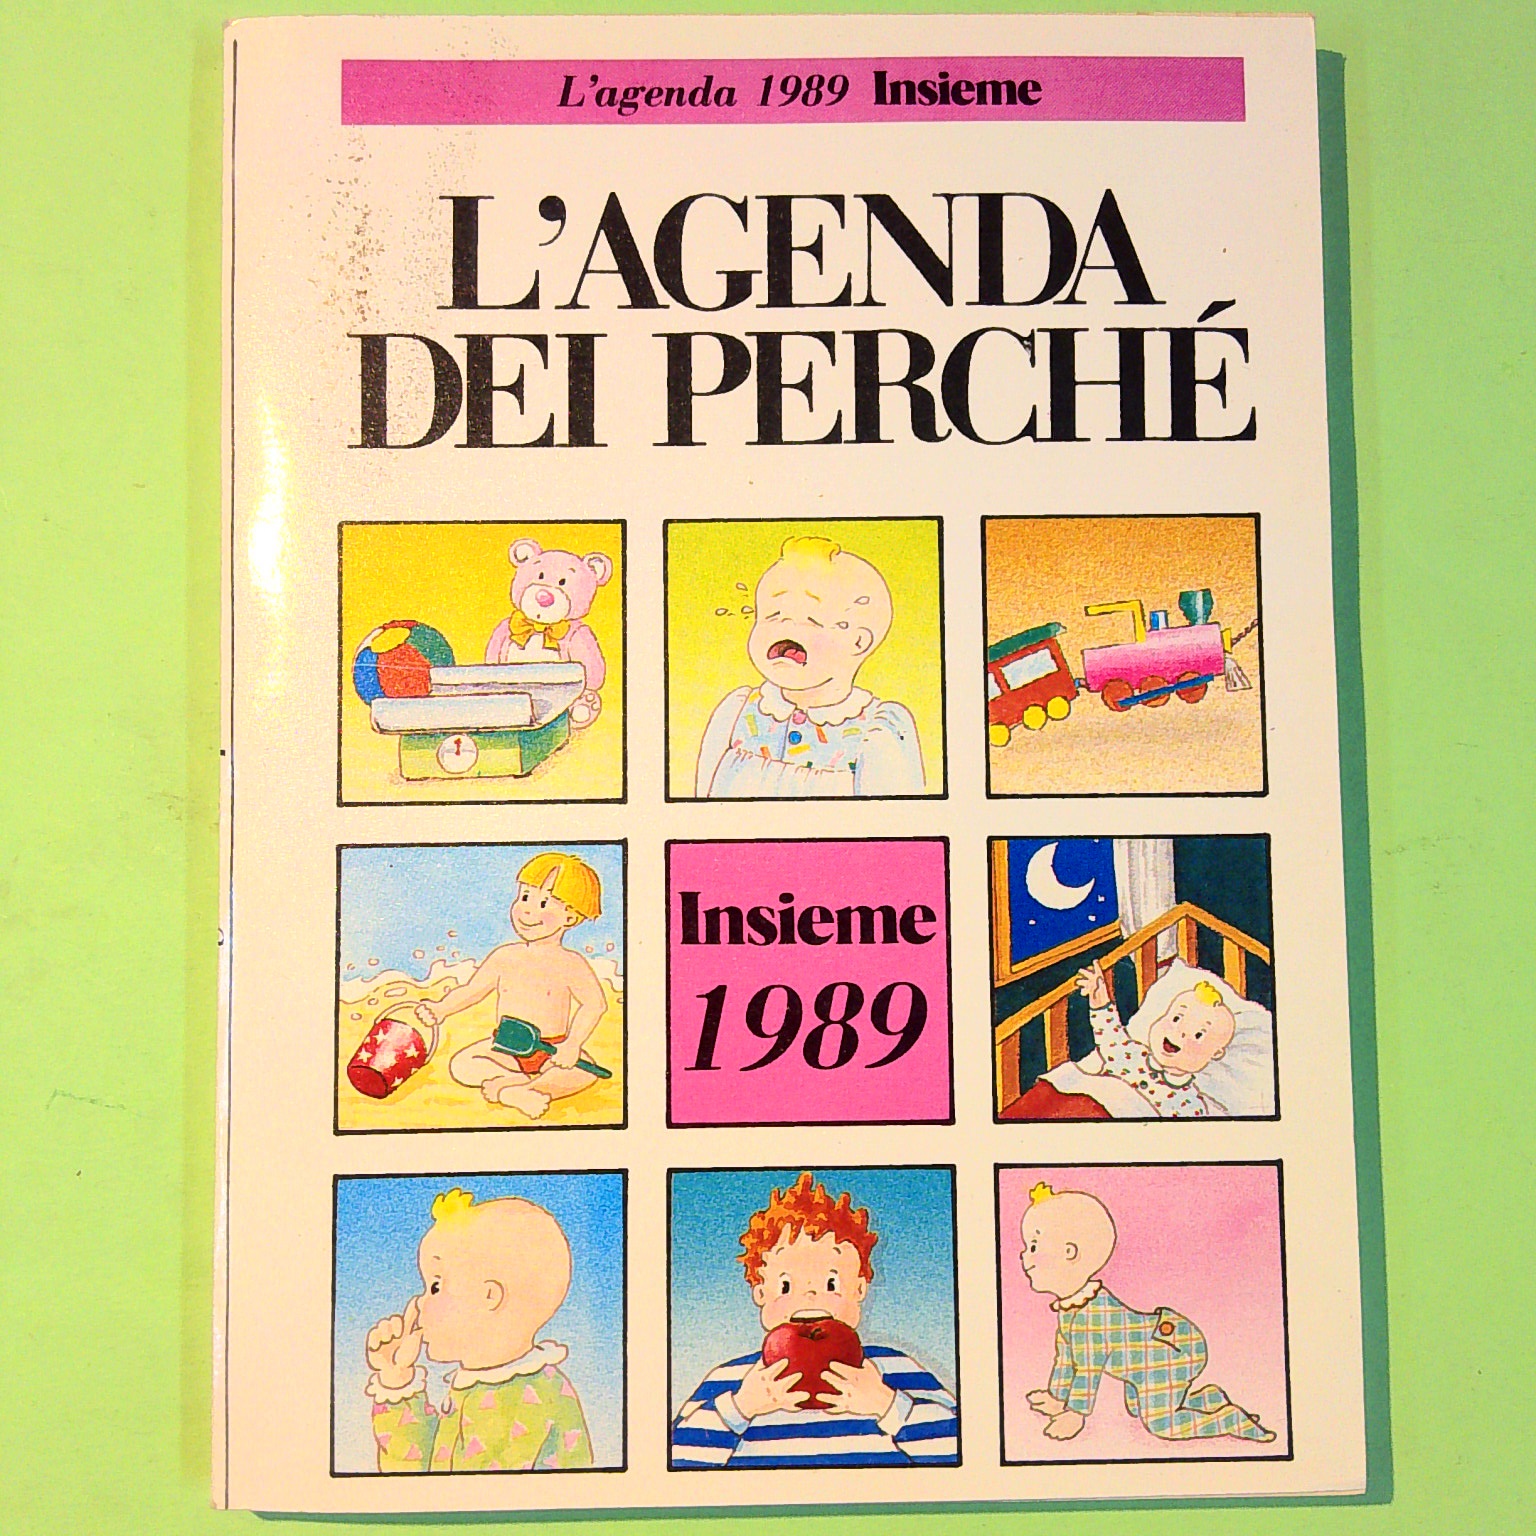 L'agenda 1989 Insieme
L'AGENDA
DEI PERCHÉ
Insieme
1989